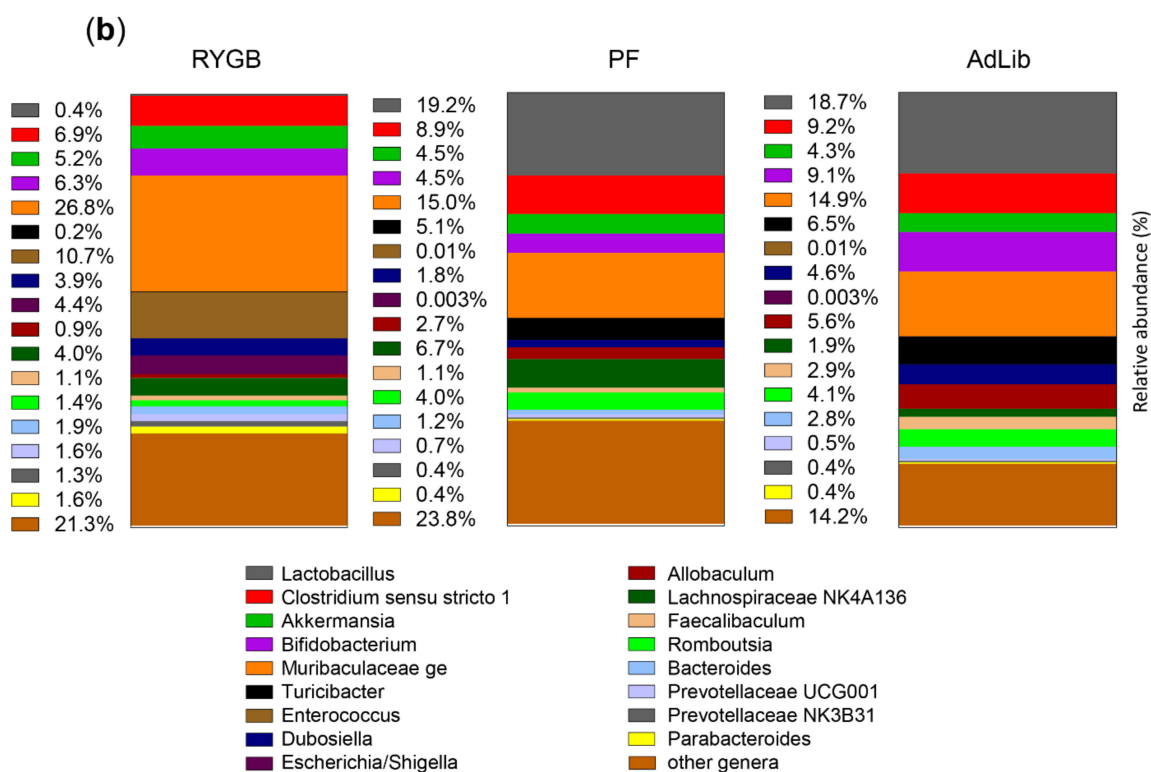 (b)
RYGB
PF
AdLib
0.4%
6.9%
5.2%
6.3%
26.8%
0.2%
10.7%
3.9%
4.4%
0.9%
4.0%
1.1%
1.4%
1.9%
1.6%
1.3%
1.6%
21.3%
19.2%
8.9%
4.5%
4.5%
15.0%
5.1%
0.01%
1.8%
0.003%
2.7%
6.7%
1.1%
4.0%
1.2%
0.7%
0.4%
0.4%
23.8%
18.7%
9.2%
4.3%
9.1%
14.9%
6.5%
0.01%
4.6%
0.003%
5.6%
1.9%
2.9%
4.1%
2.8%
0.5%
0.4%
0.4%
14.2%
Relative abundance (%)
Lactobacillus
Clostridium sensu stricto 1
Akkermansia
Bifidobacterium
Muribaculaceae ge
Turicibacter
Enterococcus
Dubosiella
Escherichia/Shigella
Allobaculum
Lachnospiraceae NK4A136
Faecalibaculum
Romboutsia
Bacteroides
Prevotellaceae UCG001
Prevotellaceae NK3B31
Parabacteroides
other genera